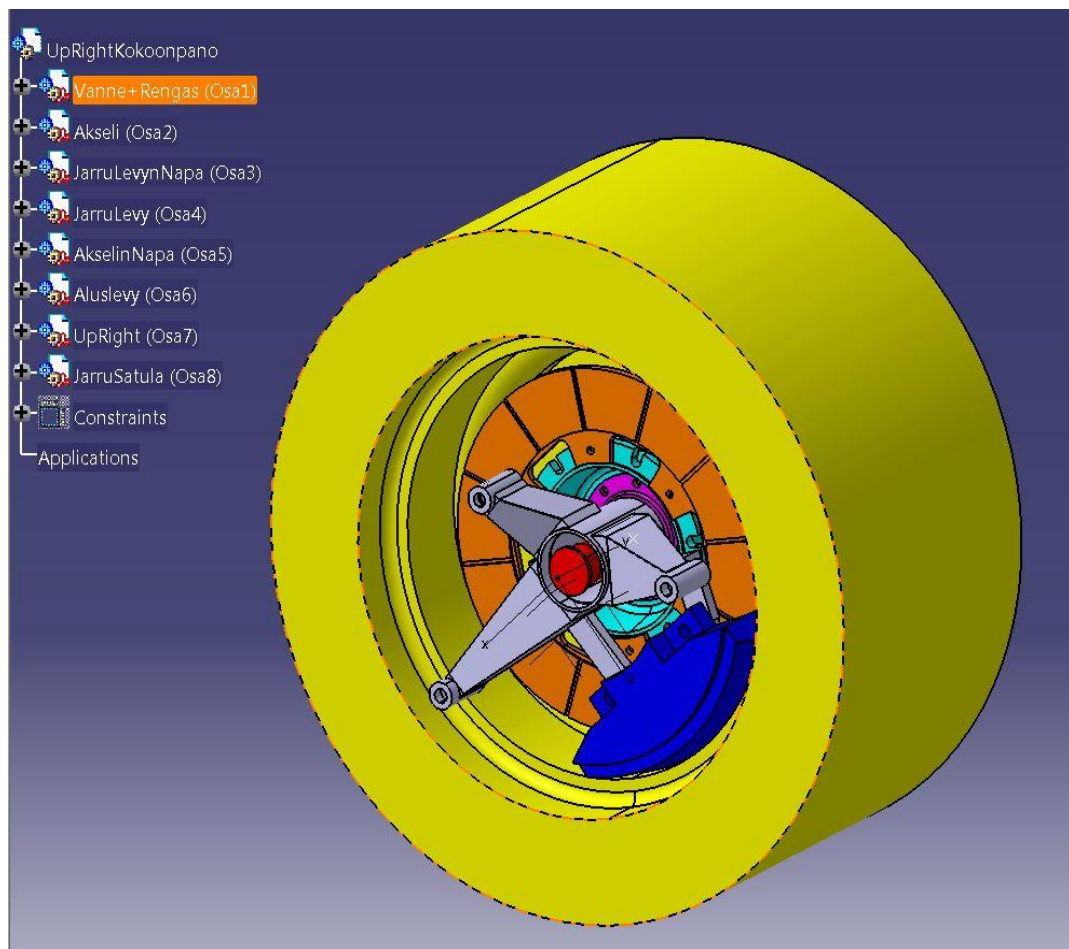 UpRightKokoonpano
Vanne+Rengas (Osa1)
Akseli (Osa2)
JarruLevynNapa (Osa3)
JarruLevy (Osa4)
AkselinNapa (Osa5)
Aluslevy (Osa6)
UpRight (Osa7)
JarruSatula (Osa8)
Constraints
Applications
y
x